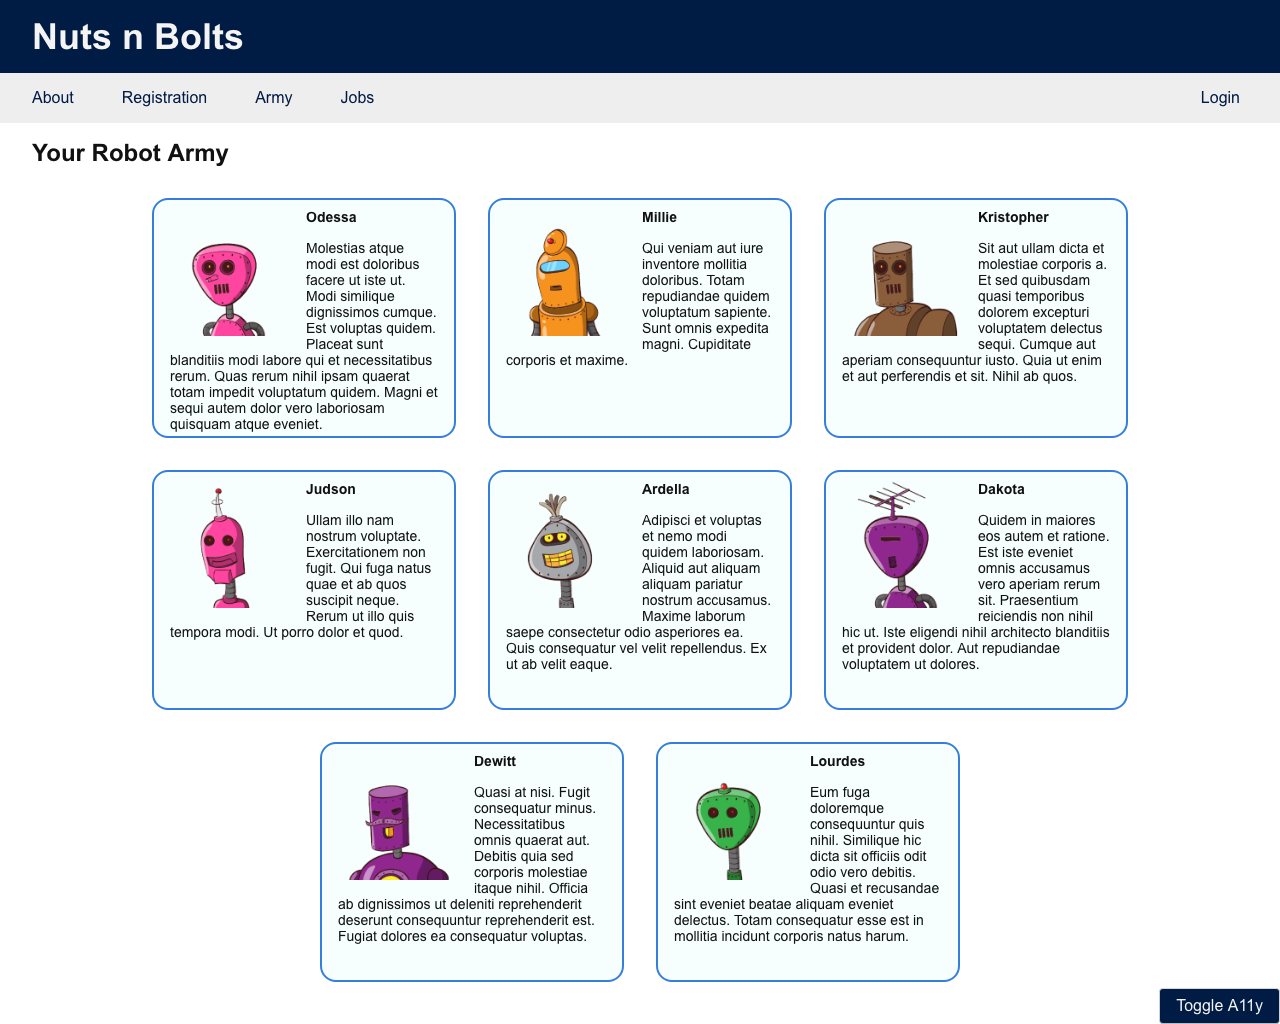 Nuts n Bolts
About Registration Army Jobs Login
Your Robot Army
Odessa
Molestias atque
modi est doloribus
facere ut iste ut.
Modi similique
dignissimos cumque.
Est voluptas quidem.
Placeat sunt
blanditiis modi labore qui et necessitatibus
rerum. Quas rerum nihil ipsam quaerat
totam impedit voluptatum quidem. Magni et
sequi autem dolor vero laboriosam
quisquam atque eveniet.
Millie
Qui veniam aut iure
inventore mollitia
doloribus. Totam
repudiandae quidem
voluptatum sapiente.
Sunt omnis expedita
magni. Cupiditate
corporis et maxime.
Kristopher
Sit aut ullam dicta et
molestiae corporis a.
Et sed quibusdam
quasi temporibus
dolorem excepturi
voluptatem delectus
sequi. Cumque aut
aperiam consequuntur iusto. Quia ut enim
et aut perferendis et sit. Nihil ab quos.
Judson
Ullam illo nam
nostrum voluptate.
Exercitationem non
fugit. Qui fuga natus
quae et ab quos
suscipit neque.
Rerum ut illo quis
tempora modi. Ut porro dolor et quod.
Ardella
Adipisci et voluptas
et nemo modi
quidem laboriosam.
Aliquid aut aliquam
aliquam pariatur
nostrum accusamus.
Maxime laborum
saepe consectetur odio asperiores ea.
Quis consequatur vel velit repellendus. Ex
ut ab velit eaque.
Dakota
Quidem in maiores
eos autem et ratione.
Est iste eveniet
omnis accusamus
vero aperiam rerum
sit. Praesentium
reiciendis non nihil
hic ut. Iste eligendi nihil architecto blanditiis
et provident dolor. Aut repudiandae
voluptatem ut dolores.
Dewitt
Quasi at nisi. Fugit
consequatur minus.
Necessitatibus
omnis quaerat aut.
Debitis quia sed
corporis molestiae
itaque nihil. Officia
ab dignissimos ut deleniti reprehenderit
deserunt consequuntur reprehenderit est.
Fugiat dolores ea consequatur voluptas.
Lourdes
Eum fuga
doloremque
consequuntur quis
nihil. Similique hic
dicta sit officiis odit
odio vero debitis.
Quasi et recusandae
sint eveniet beatae aliquam eveniet
delectus. Totam consequatur esse est in
mollitia incidunt corporis natus harum.
Toggle A11y